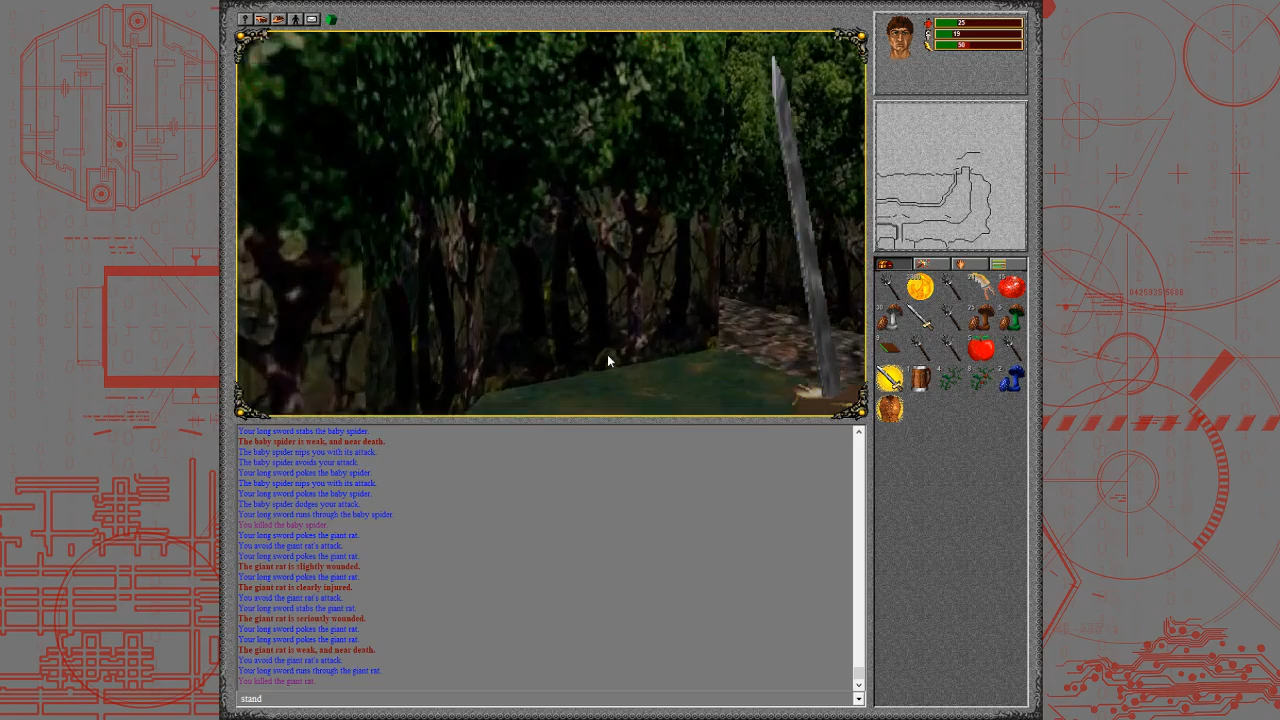 25
19
50
Your long sword stabs the baby spider.
The baby spider is weak, and near death.
The baby spider nips you with its attack.
The baby spider avoids your attack.
Your long sword pokes the baby spider.
The baby spider nips you with its attack.
Your long sword pokes the baby spider.
The baby spider dodges your attack.
Your long sword runs through the baby spider.
You killed the baby spider.
Your long sword pokes the giant rat.
You avoid the giant rat's attack.
Your long sword pokes the giant rat.
The giant rat is slightly wounded.
Your long sword pokes the giant rat.
The giant rat is clearly injured.
You avoid the giant rat's attack.
Your long sword stabs the giant rat.
The giant rat is seriously wounded.
Your long sword pokes the giant rat.
Your long sword pokes the giant rat.
The giant rat is weak, and near death.
You avoid the giant rat's attack.
Your long sword runs through the giant rat.
You killed the giant rat.
stand